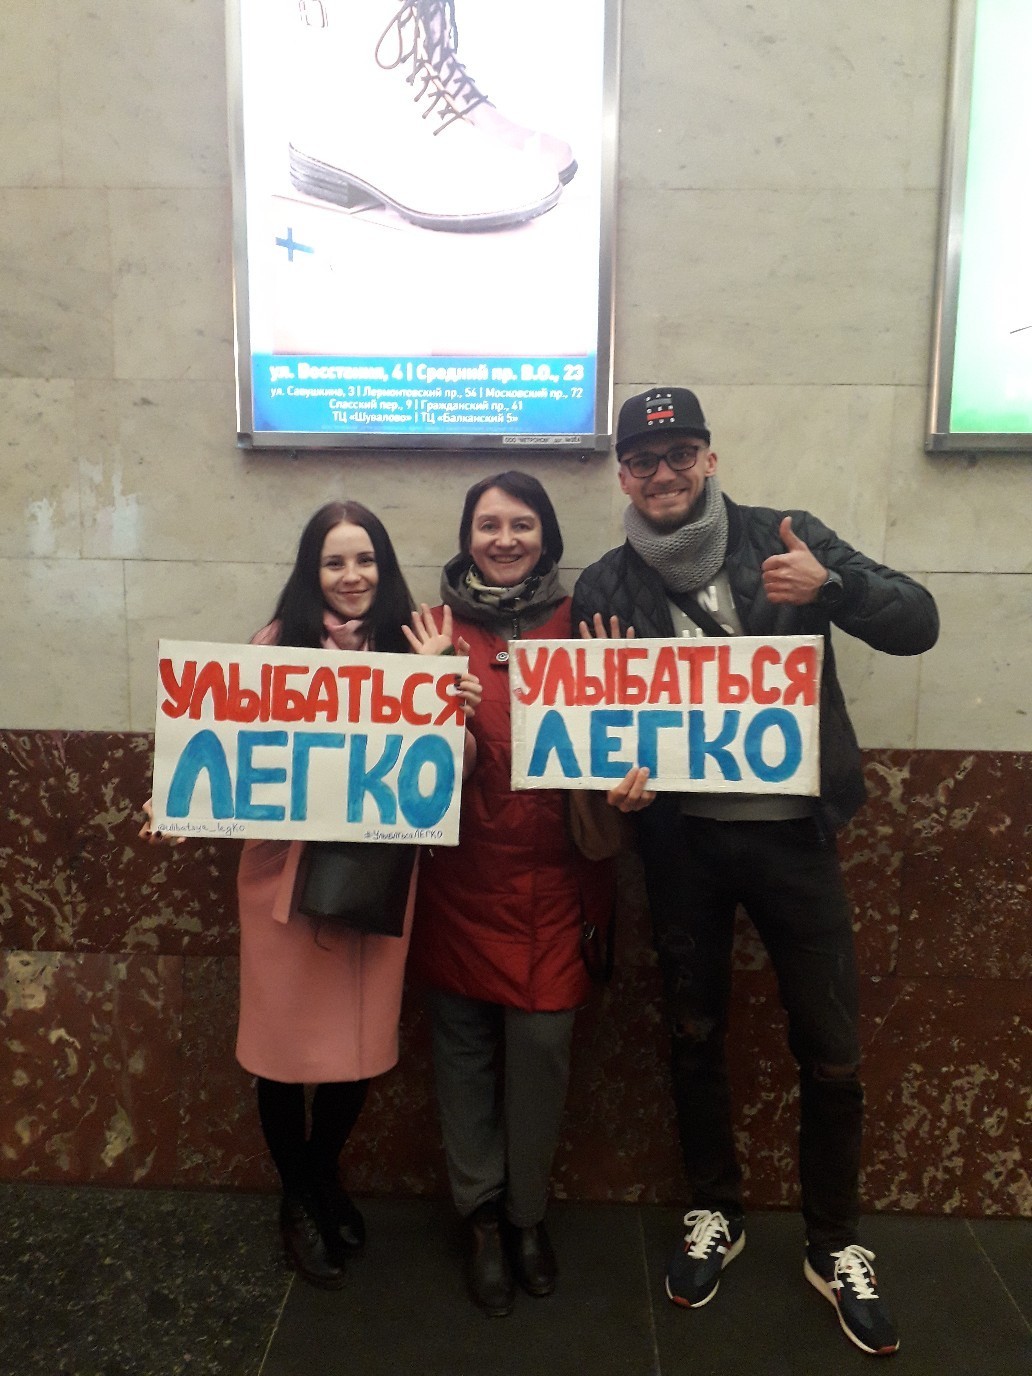 ул. Восстания, 4 | Средний пр. В.О., 23
ул. Савушкина, 3 | Лермонтовский пр., 54 | Московский пр., 72
Спасский пер., 9 | Гражданский пр., 41
ТЦ «Шувалово» | ТЦ «Балканский 5»
УЛЫБАТЬСЯ
ЛЕГКО
@ulibatsya_legko
#УлыбатьсяЛЕГКО
УЛЫБАТЬСЯ
ЛЕГКО